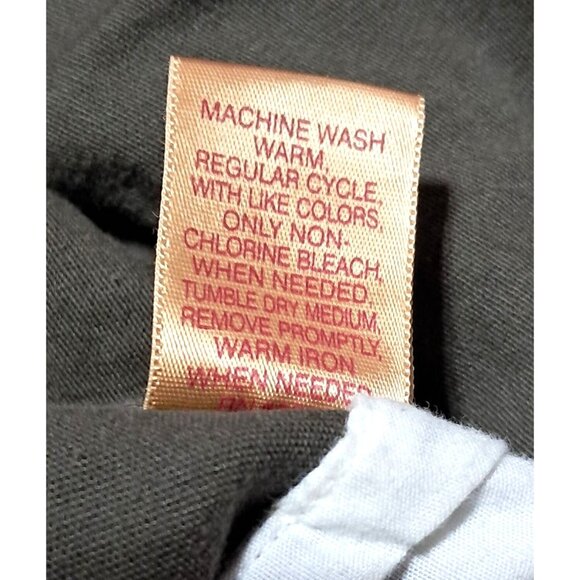 MACHINE WASH
WARM,
REGULAR CYCLE,
WITH LIKE COLORS,
ONLY NON-
CHLORINE BLEACH,
WHEN NEEDED.
TUMBLE DRY MEDIUM,
REMOVE PROMPTLY,
WARM IRON
WHEN NEEDED